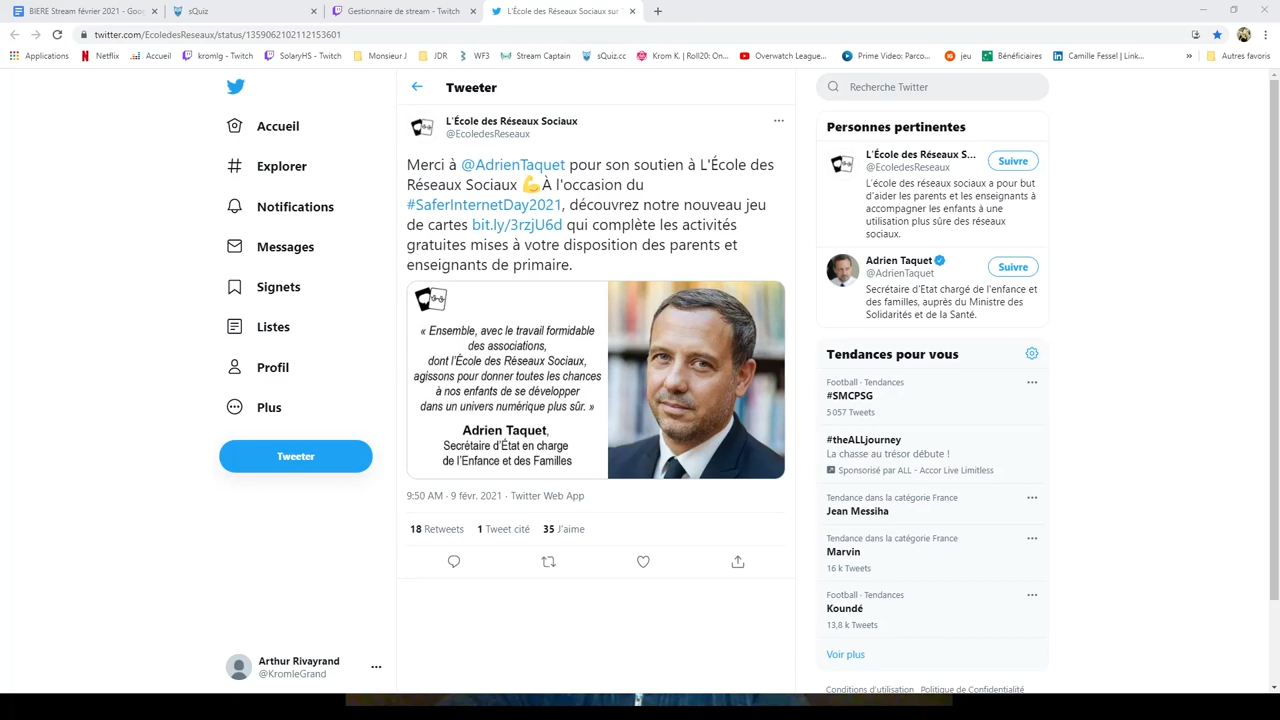 BIERE Stream février 2021 - Goo
sQuiz
Gestionnaire de stream - Twitch
L'École des Réseaux Sociaux sur T
twitter.com/EcoledesReseaux/status/1359062102112153601
Applications
Netflix
Accueil
kromlg - Twitch
SolaryHS - Twitch
Monsieur J
JDR
WF3
Stream Captain
sQuiz.cc
Krom K. | Roll20: On...
Overwatch League...
Prime Video: Parco...
jeu
Bénéficiaires
Camille Fessel | Link...
»
Autres favoris
Accueil
Explorer
Notifications
Messages
Signets
Listes
Profil
Plus
Tweeter
Arthur Rivayrand
@KromleGrand
Tweeter
L'École des Réseaux Sociaux
@EcoledesReseaux
Merci à @AdrienTaquet pour son soutien à L'École des
Réseaux Sociaux 💪À l'occasion du
#SaferInternetDay2021, découvrez notre nouveau jeu
de cartes bit.ly/3rzjU6d qui complète les activités
gratuites mises à votre disposition des parents et
enseignants de primaire.
« Ensemble, avec le travail formidable
des associations,
dont l'École des Réseaux Sociaux,
agissons pour donner toutes les chances
à nos enfants de se développer
dans un univers numérique plus sûr. »
Adrien Taquet,
Secrétaire d'État en charge
de l'Enfance et des Familles
9:50 AM · 9 févr. 2021 · Twitter Web App
18 Retweets 1 Tweet cité 35 J'aime
Recherche Twitter
Personnes pertinentes
L'École des Réseaux S...
@EcoledesReseaux
Suivre
L'école des réseaux sociaux a pour but
d'aider les parents et les enseignants à
accompagner les enfants à une
utilisation plus sûre des réseaux
sociaux.
Adrien Taquet
@AdrienTaquet
Suivre
Secrétaire d'Etat chargé de l'enfance et
des familles, auprès du Ministre des
Solidarités et de la Santé.
Tendances pour vous
Football · Tendances
#SMCPSG
5 057 Tweets
#theALLjourney
La chasse au trésor débute !
Sponsorisé par ALL - Accor Live Limitless
Tendance dans la catégorie France
Jean Messiha
Tendance dans la catégorie France
Marvin
16 k Tweets
Football · Tendances
Koundé
13,8 k Tweets
Voir plus
Conditions d'utilisation Politique de Confidentialité